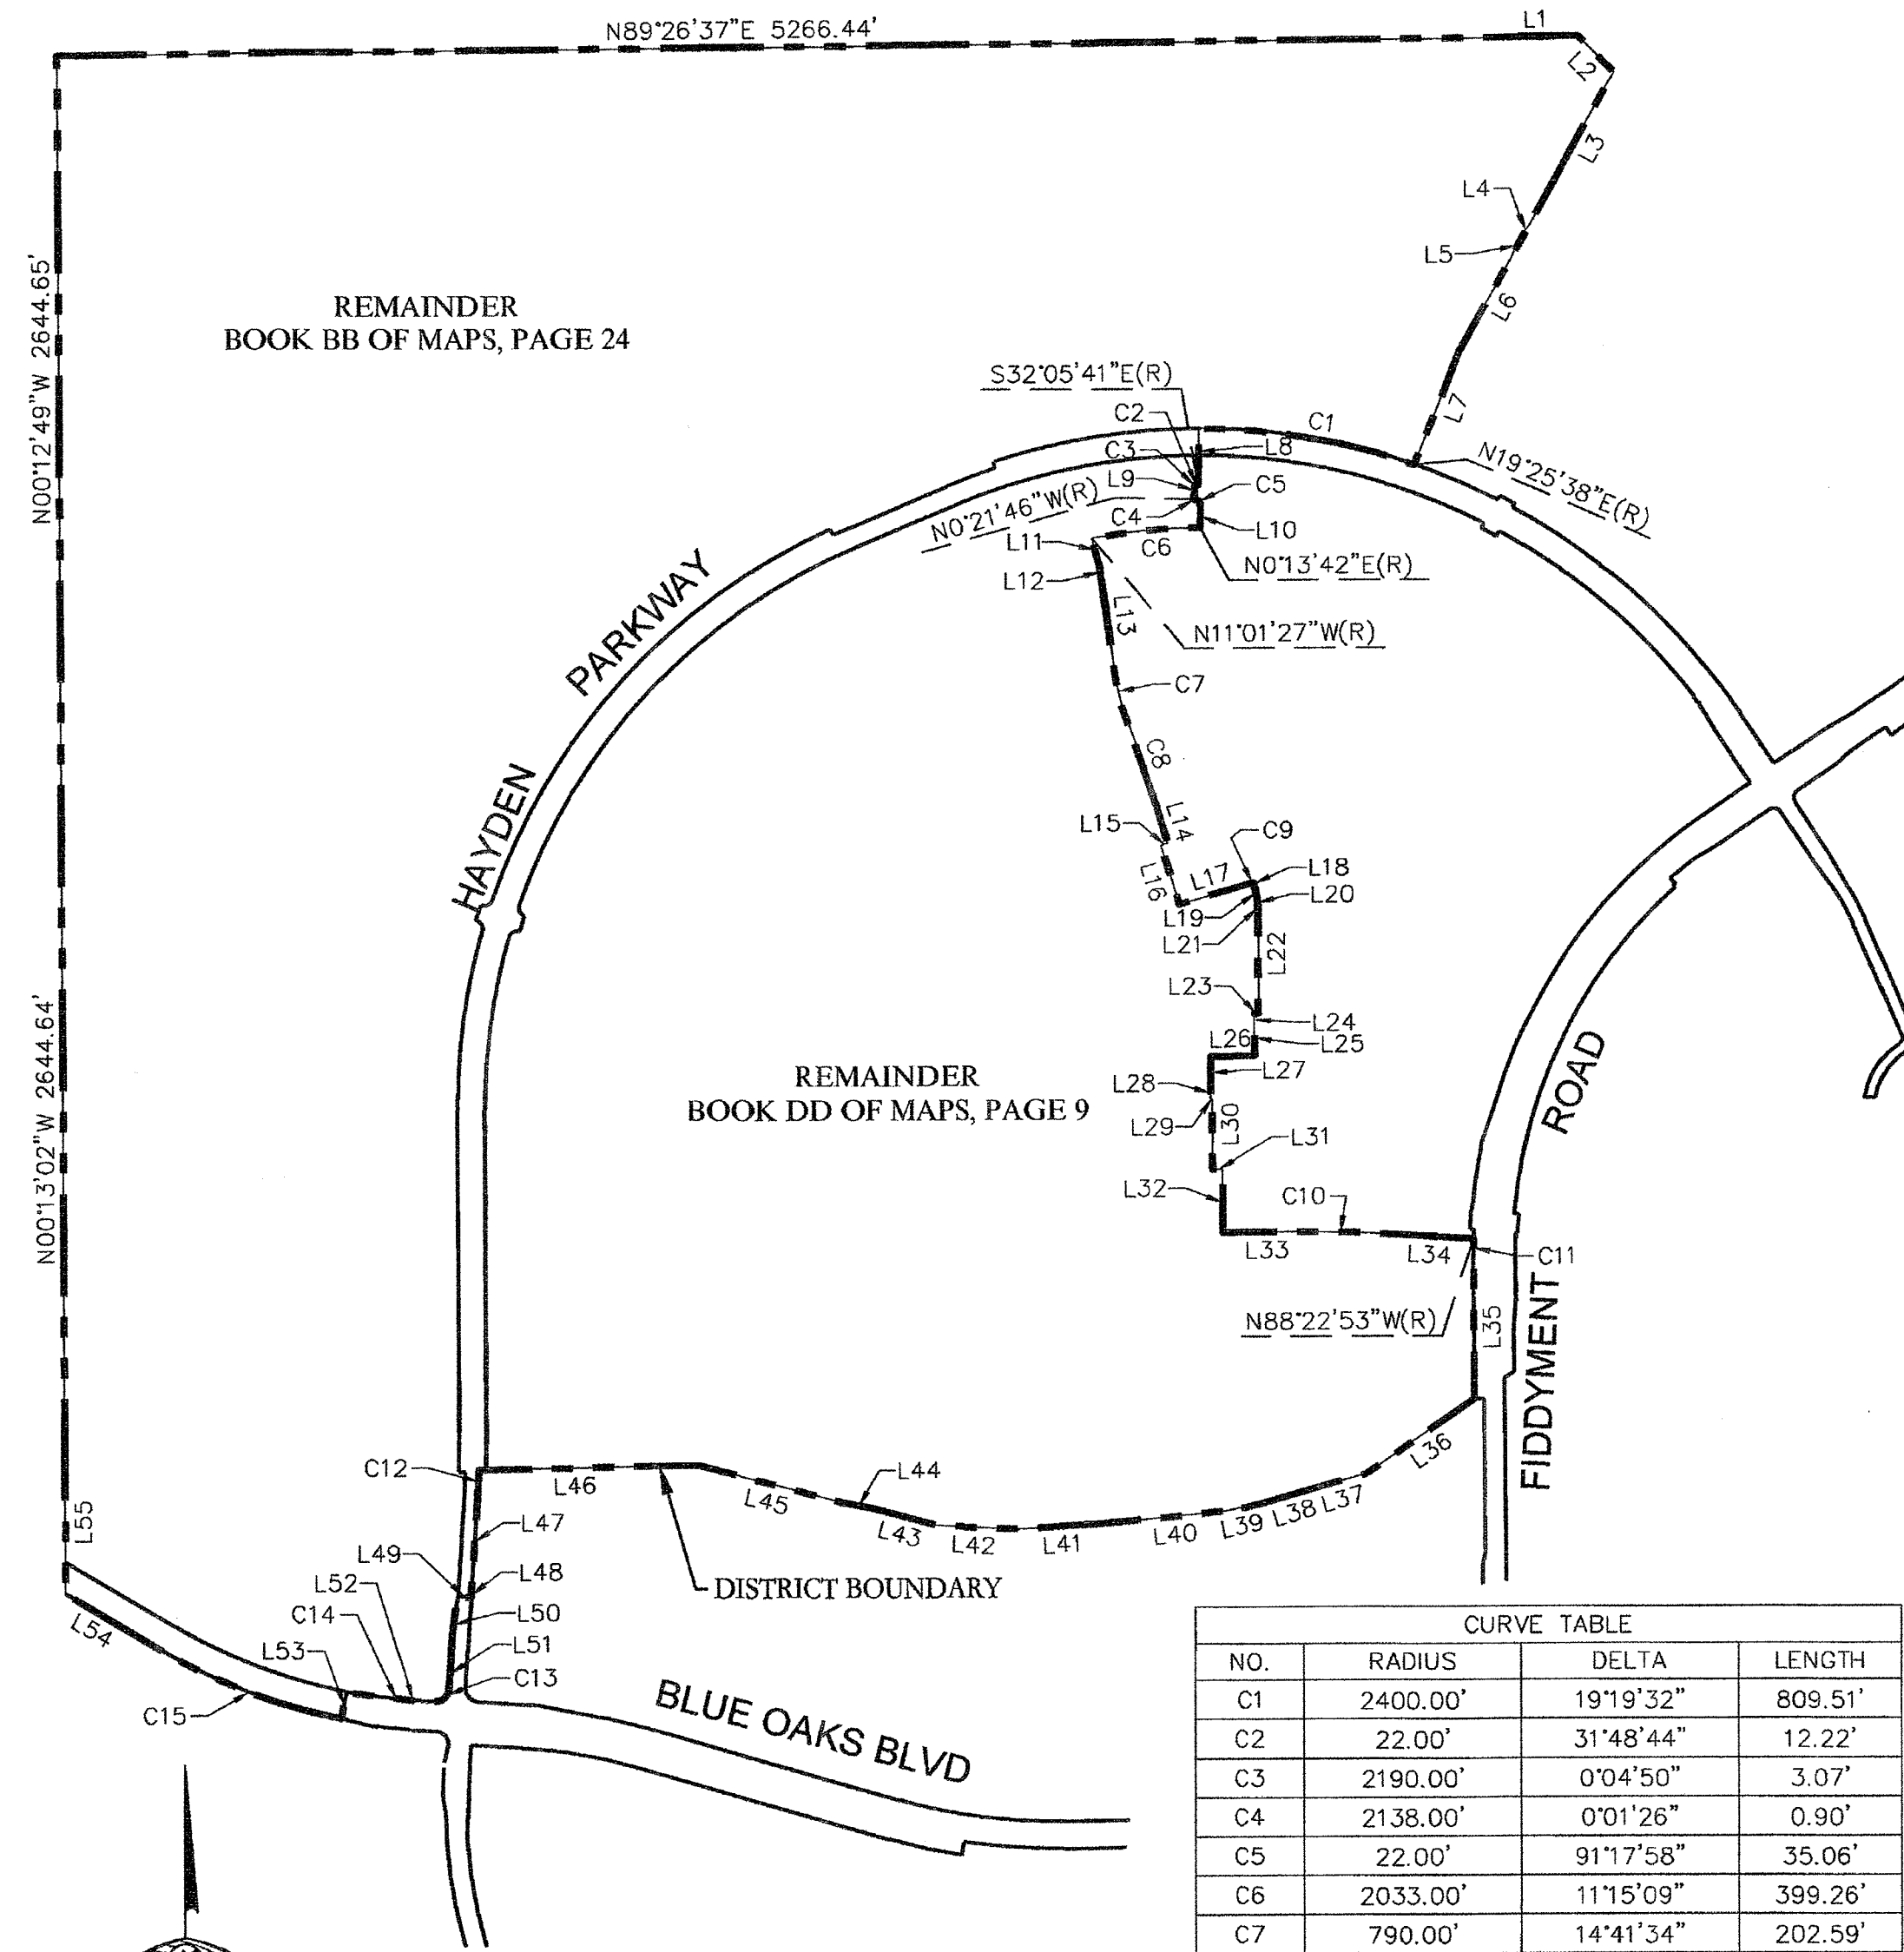 N89°26'37"E 5266.44'
L1
L2
L3
L4
L5
L6
L7
N00°12'49"W 2644.65'
REMAINDER
BOOK BB OF MAPS, PAGE 24
S32°05'41"E(R)
C2
C1
C3
L8
L9
C5
N19°25'38"E(R)
N0°21'46"W(R)
C4
L10
L11
C6
N0°13'42"E(R)
L12
L13
N11°01'27"W(R)
HAYDEN PARKWAY
C7
C8
L14
L15
C9
L16
L17
L18
L19
L20
L21
L22
L23
L24
L26
L25
N00°13'02"W 2644.64'
REMAINDER
BOOK DD OF MAPS, PAGE 9
L27
L28
L29
L30
L31
L32
C10
L33
L34
C11
N88°22'53"W(R)
L35
FIDDYMENT ROAD
L36
L37
L38
L39
L40
L41
L42
L43
L44
L45
L46
C12
L47
L55
L49
L48
DISTRICT BOUNDARY
L52
C14
L50
L54
L53
L51
C13
C15
BLUE OAKS BLVD
CURVE TABLE
NO. RADIUS DELTA LENGTH
C1 2400.00' 19°19'32" 809.51'
C2 22.00' 31°48'44" 12.22'
C3 2190.00' 0°04'50" 3.07'
C4 2138.00' 0°01'26" 0.90'
C5 22.00' 91°17'58" 35.06'
C6 2033.00' 11°15'09" 399.26'
C7 790.00' 14°41'34" 202.59'